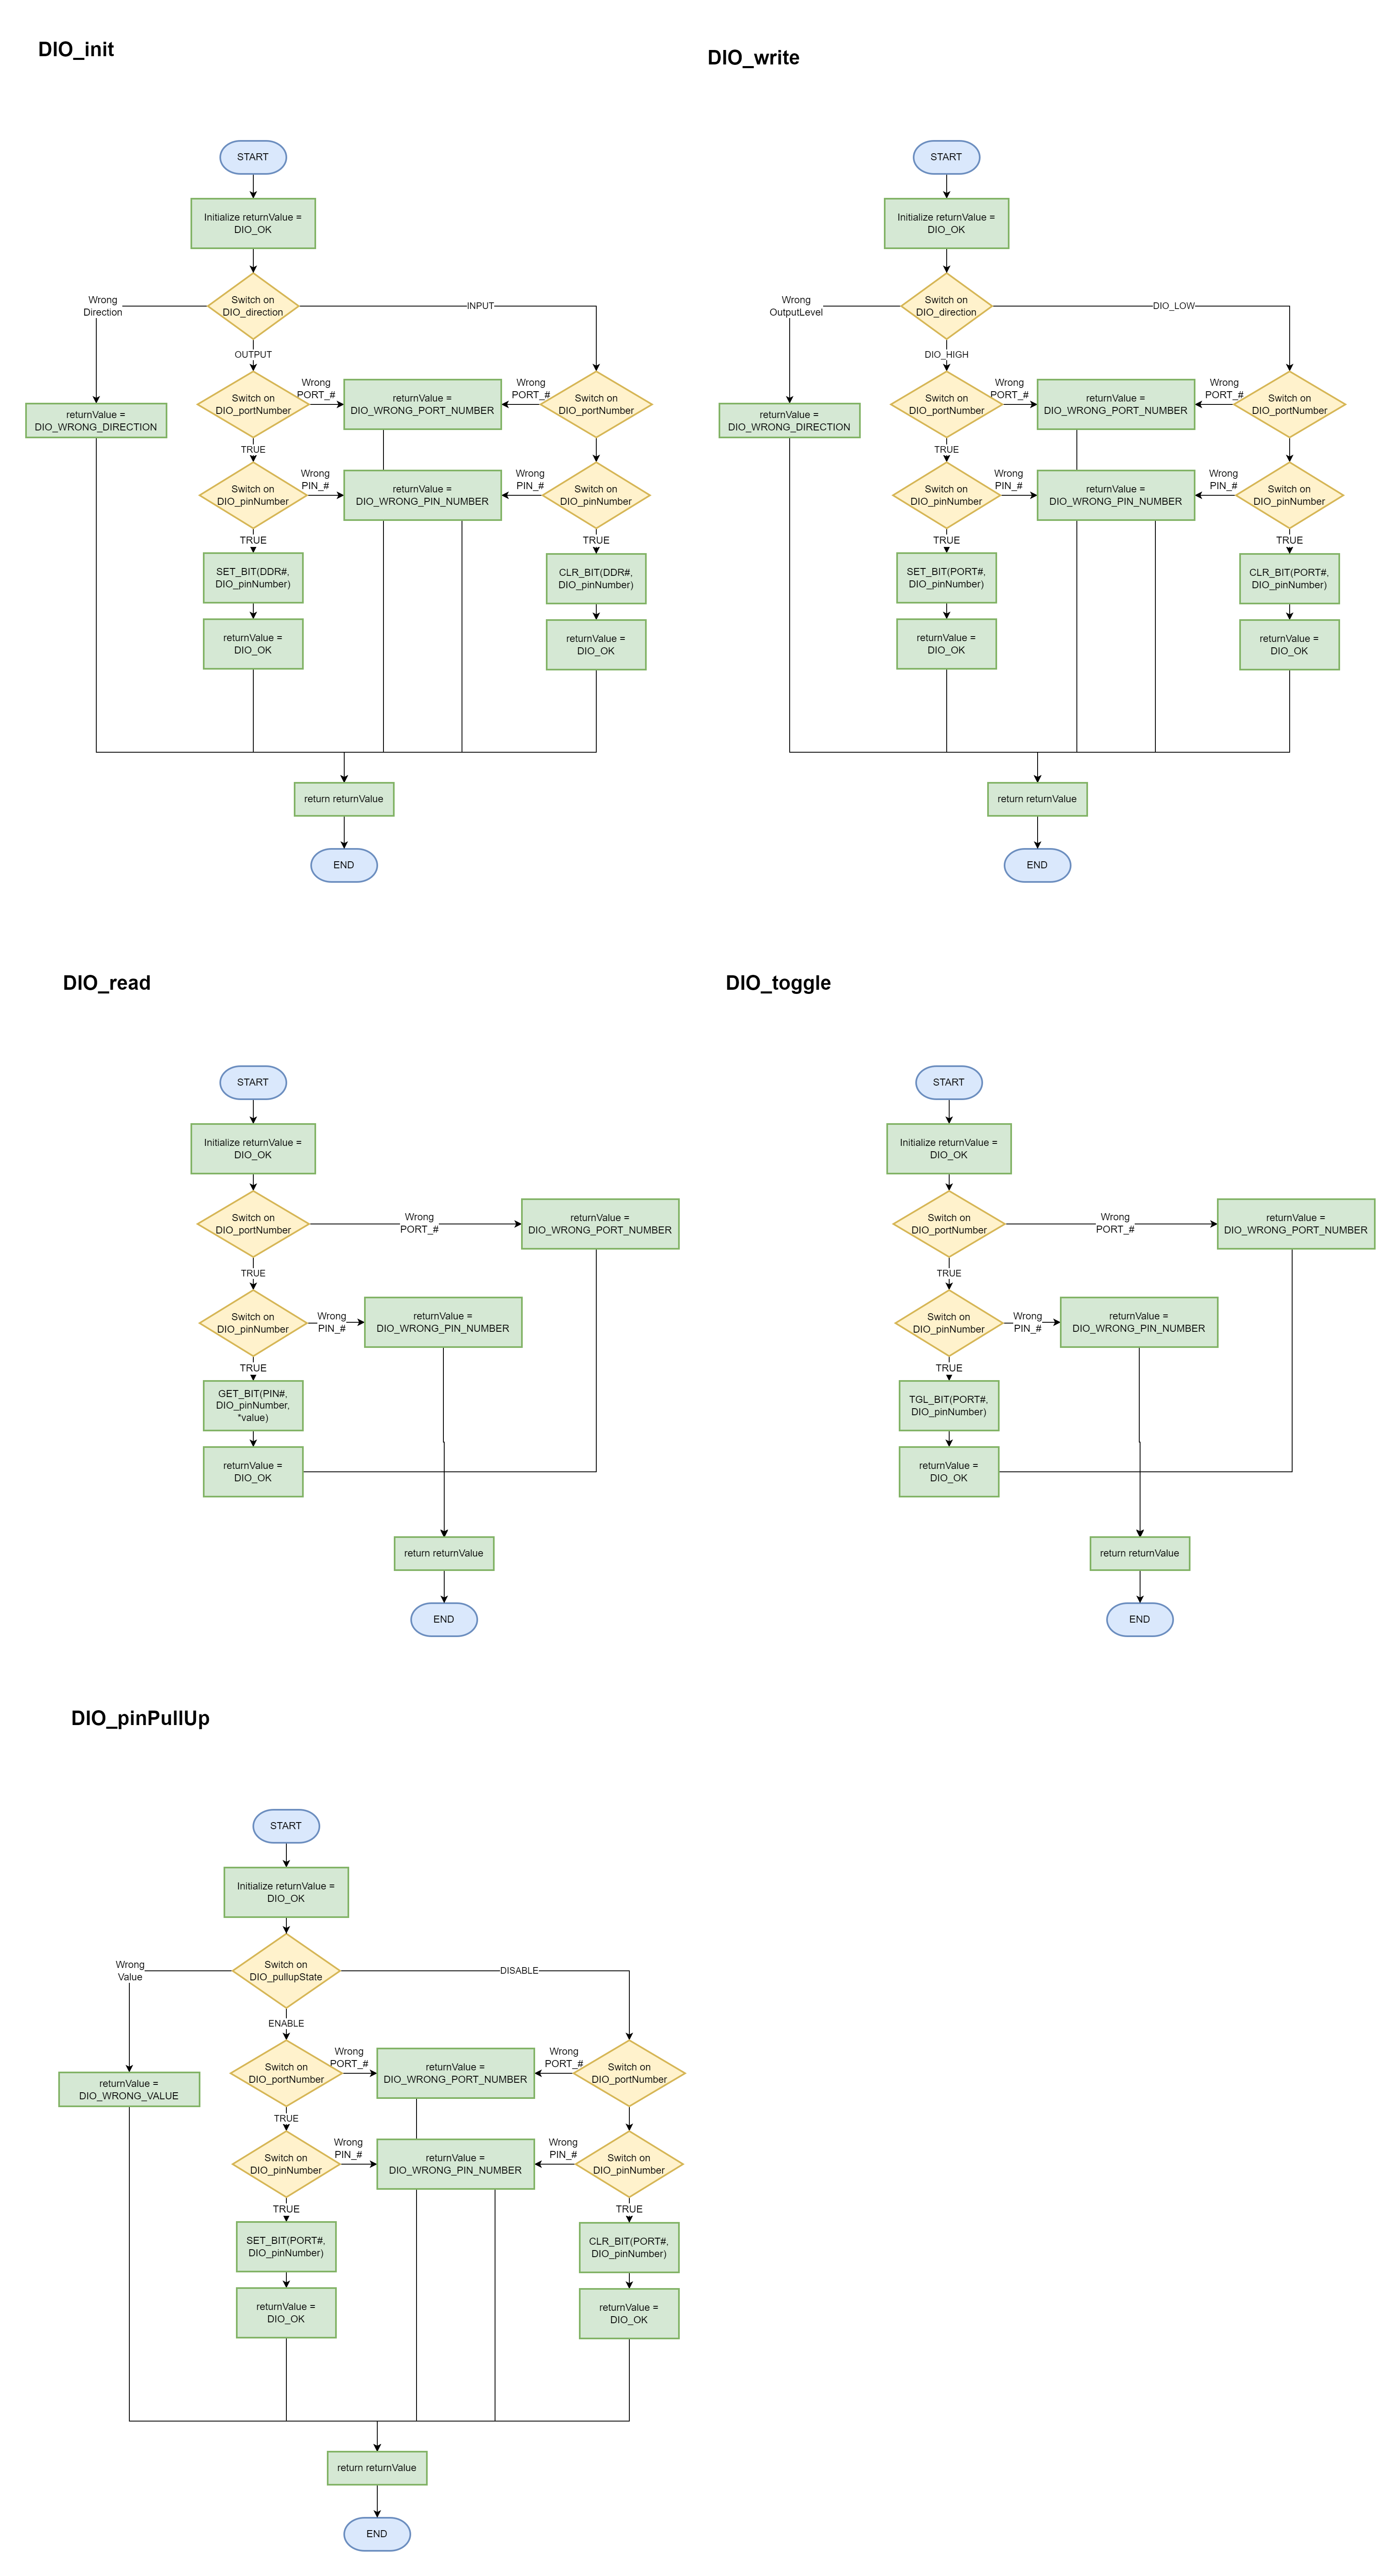 DIO_init
START
Initialize returnValue =
DIO_OK
Switch on
DIO_direction
Wrong
Direction
INPUT
OUTPUT
Switch on
DIO_portNumber
Wrong
PORT_#
returnValue =
DIO_WRONG_PORT_NUMBER
Wrong
PORT_#
Switch on
DIO_portNumber
returnValue =
DIO_WRONG_DIRECTION
TRUE
Switch on
DIO_pinNumber
Wrong
PIN_#
returnValue =
DIO_WRONG_PIN_NUMBER
Wrong
PIN_#
Switch on
DIO_pinNumber
TRUE
TRUE
SET_BIT(DDR#,
DIO_pinNumber)
CLR_BIT(DDR#,
DIO_pinNumber)
returnValue =
DIO_OK
returnValue =
DIO_OK
return returnValue
END
DIO_write
START
Initialize returnValue =
DIO_OK
Switch on
DIO_direction
Wrong
OutputLevel
DIO_LOW
DIO_HIGH
Switch on
DIO_portNumber
Wrong
PORT_#
returnValue =
DIO_WRONG_PORT_NUMBER
Wrong
PORT_#
Switch on
DIO_portNumber
returnValue =
DIO_WRONG_DIRECTION
TRUE
Switch on
DIO_pinNumber
Wrong
PIN_#
returnValue =
DIO_WRONG_PIN_NUMBER
Wrong
PIN_#
Switch on
DIO_pinNumber
TRUE
TRUE
SET_BIT(PORT#,
DIO_pinNumber)
CLR_BIT(PORT#,
DIO_pinNumber)
returnValue =
DIO_OK
returnValue =
DIO_OK
return returnValue
END
DIO_read
START
Initialize returnValue =
DIO_OK
Switch on
DIO_portNumber
Wrong
PORT_#
returnValue =
DIO_WRONG_PORT_NUMBER
TRUE
Switch on
DIO_pinNumber
Wrong
PIN_#
returnValue =
DIO_WRONG_PIN_NUMBER
TRUE
GET_BIT(PIN#,
DIO_pinNumber,
*value)
returnValue =
DIO_OK
return returnValue
END
DIO_toggle
START
Initialize returnValue =
DIO_OK
Switch on
DIO_portNumber
Wrong
PORT_#
returnValue =
DIO_WRONG_PORT_NUMBER
TRUE
Switch on
DIO_pinNumber
Wrong
PIN_#
returnValue =
DIO_WRONG_PIN_NUMBER
TRUE
TGL_BIT(PORT#,
DIO_pinNumber)
returnValue =
DIO_OK
return returnValue
END
DIO_pinPullUp
START
Initialize returnValue =
DIO_OK
Switch on
DIO_pullupState
Wrong
Value
DISABLE
ENABLE
Switch on
DIO_portNumber
Wrong
PORT_#
returnValue =
DIO_WRONG_PORT_NUMBER
Wrong
PORT_#
Switch on
DIO_portNumber
returnValue =
DIO_WRONG_VALUE
TRUE
Switch on
DIO_pinNumber
Wrong
PIN_#
returnValue =
DIO_WRONG_PIN_NUMBER
Wrong
PIN_#
Switch on
DIO_pinNumber
TRUE
TRUE
SET_BIT(PORT#,
DIO_pinNumber)
CLR_BIT(PORT#,
DIO_pinNumber)
returnValue =
DIO_OK
returnValue =
DIO_OK
return returnValue
END